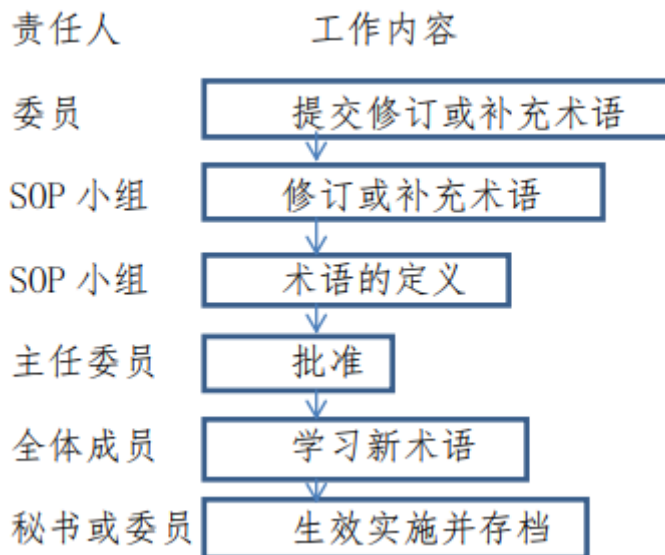 责任人 工作内容
委员 提交修订或补充术语
SOP 小组 修订或补充术语
SOP 小组 术语的定义
主任委员 批准
全体成员 学习新术语
秘书或委员 生效实施并存档